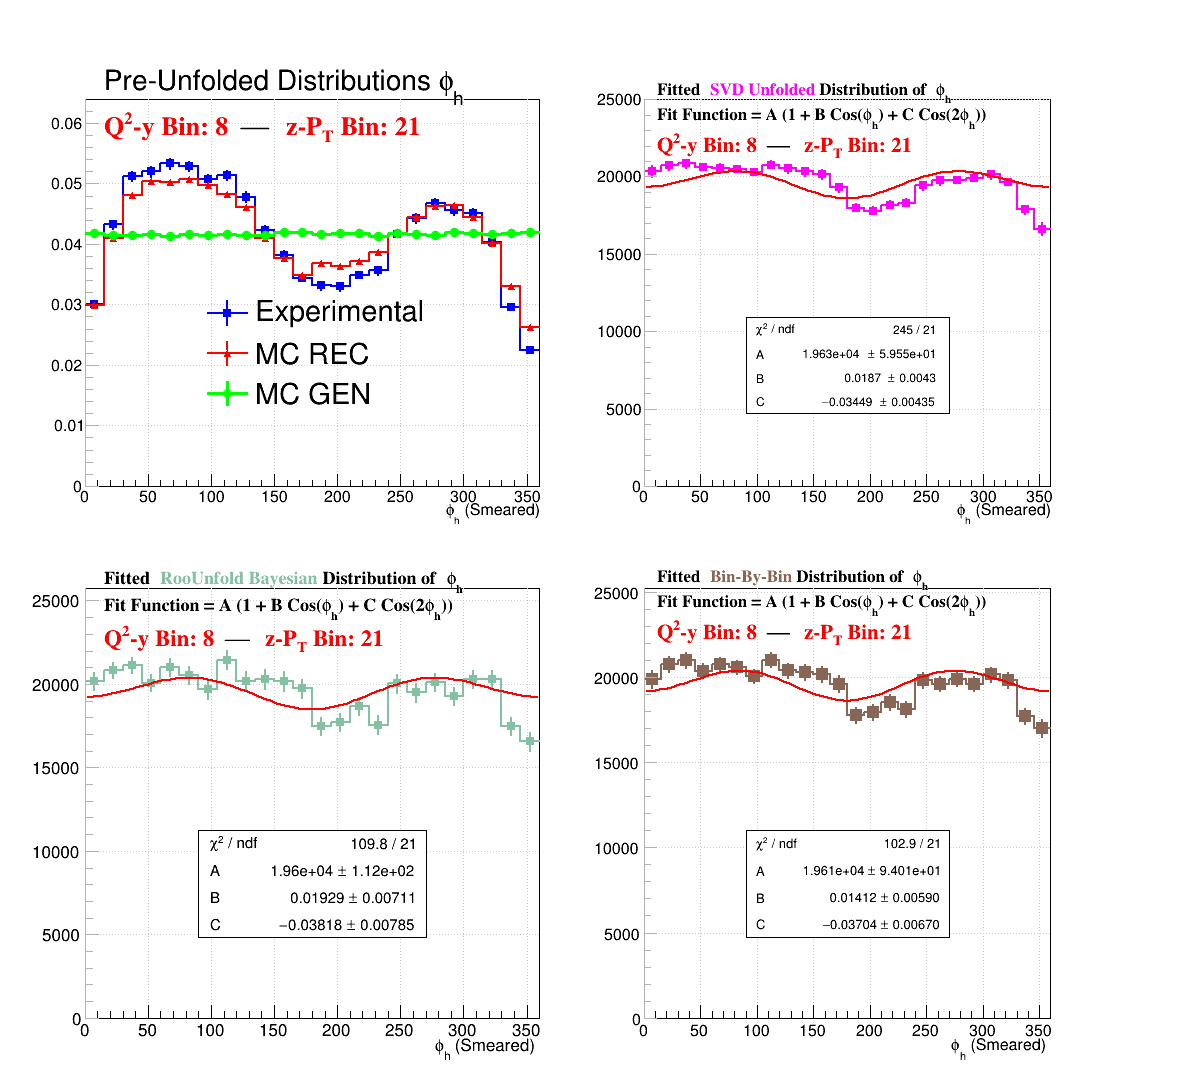 Pre-Unfolded Distributions ϕh
Q²-y Bin: 8 — z-PT Bin: 21
0.06
0.05
0.04
0.03
0.02
0.01
0
Experimental
MC REC
MC GEN
0 50 100 150 200 250 300 350
ϕh (Smeared)
Fitted SVD Unfolded Distribution of ϕh
Fit Function = A (1 + B Cos(ϕh) + C Cos(2ϕh))
Q²-y Bin: 8 — z-PT Bin: 21
25000
20000
15000
10000
5000
0
χ² / ndf 245 / 21
A 1.963e+04 ± 5.955e+01
B 0.0187 ± 0.0043
C −0.03449 ± 0.00435
0 50 100 150 200 250 300 350
ϕh (Smeared)
Fitted RooUnfold Bayesian Distribution of ϕh
Fit Function = A (1 + B Cos(ϕh) + C Cos(2ϕh))
Q²-y Bin: 8 — z-PT Bin: 21
25000
20000
15000
10000
5000
0
χ² / ndf 109.8 / 21
A 1.96e+04 ± 1.12e+02
B 0.01929 ± 0.00711
C −0.03818 ± 0.00785
0 50 100 150 200 250 300 350
ϕh (Smeared)
Fitted Bin-By-Bin Distribution of ϕh
Fit Function = A (1 + B Cos(ϕh) + C Cos(2ϕh))
Q²-y Bin: 8 — z-PT Bin: 21
25000
20000
15000
10000
5000
0
χ² / ndf 102.9 / 21
A 1.961e+04 ± 9.401e+01
B 0.01412 ± 0.00590
C −0.03704 ± 0.00670
0 50 100 150 200 250 300 350
ϕh (Smeared)